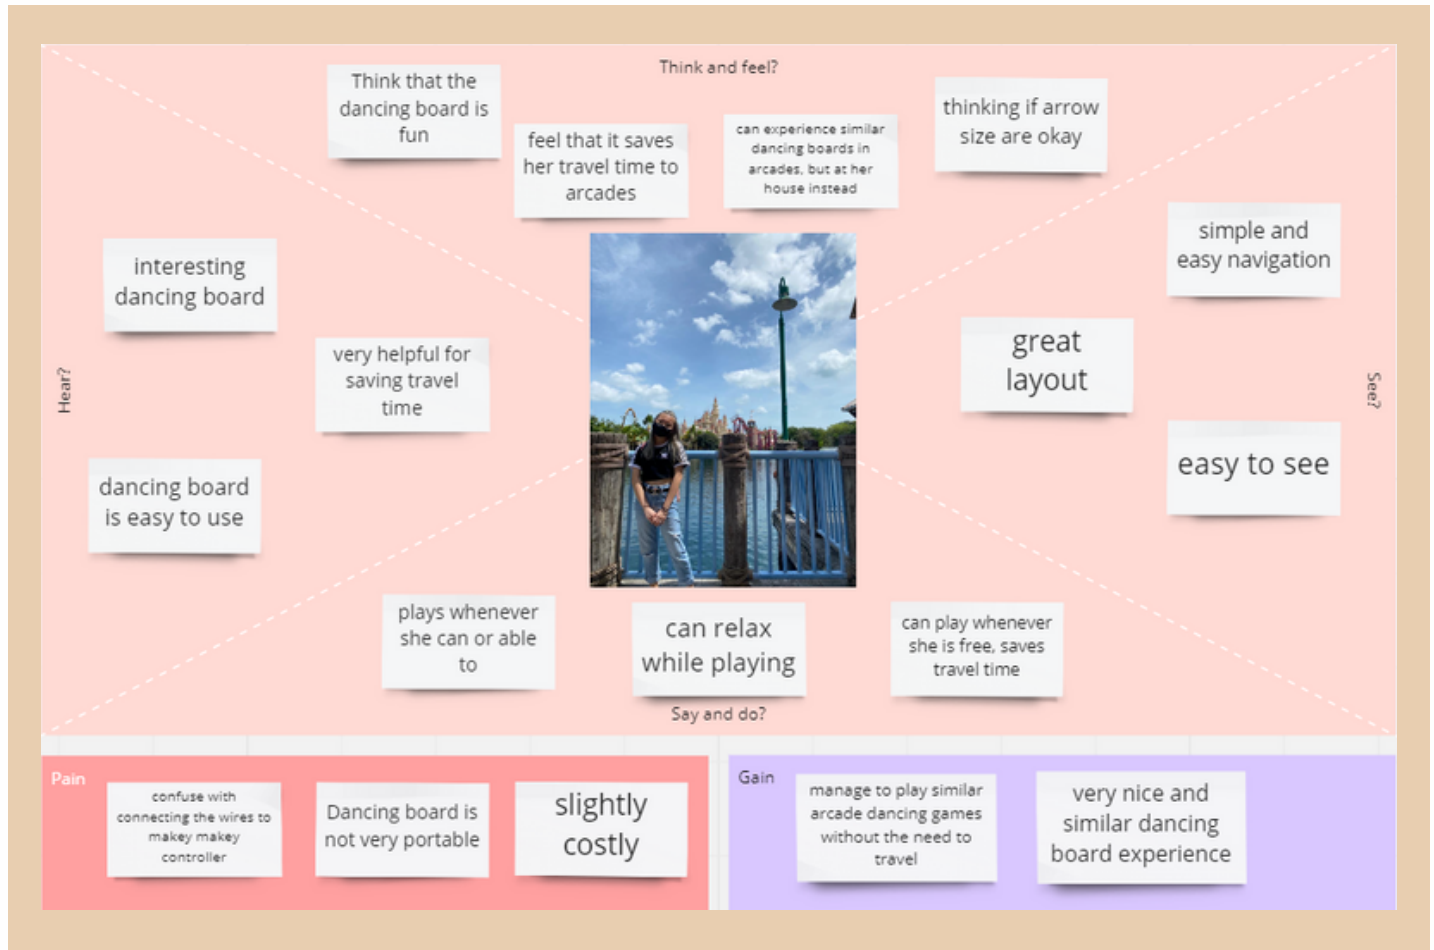 Think and feel?
Think that the
dancing board is
fun
feel that it saves
her travel time to
arcades
can experience similar
dancing boards in
arcades, but at her
house instead
thinking if arrow
size are okay
Hear?
interesting
dancing board
very helpful for
saving travel
time
dancing board
is easy to use
See?
simple and
easy navigation
great
layout
easy to see
plays whenever
she can or able
to
can relax
while playing
can play whenever
she is free, saves
travel time
Say and do?
Pain
confuse with
connecting the wires to
makey makey
controller
Dancing board is
not very portable
slightly
costly
Gain
manage to play similar
arcade dancing games
without the need to
travel
very nice and
similar dancing
board experience